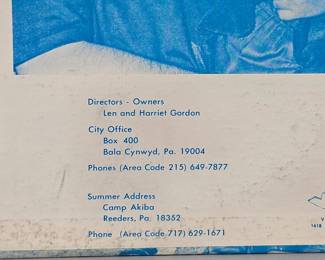 Directors - Owners
Len and Harriet Gordon
City Office
Box 400
Bala Cynwyd, Pa. 19004
Phones (Area Code 215) 649-7877
Summer Address
Camp Akiba
Reeders, Pa. 18352
Phone (Area Code 717) 629-1671
V
1618